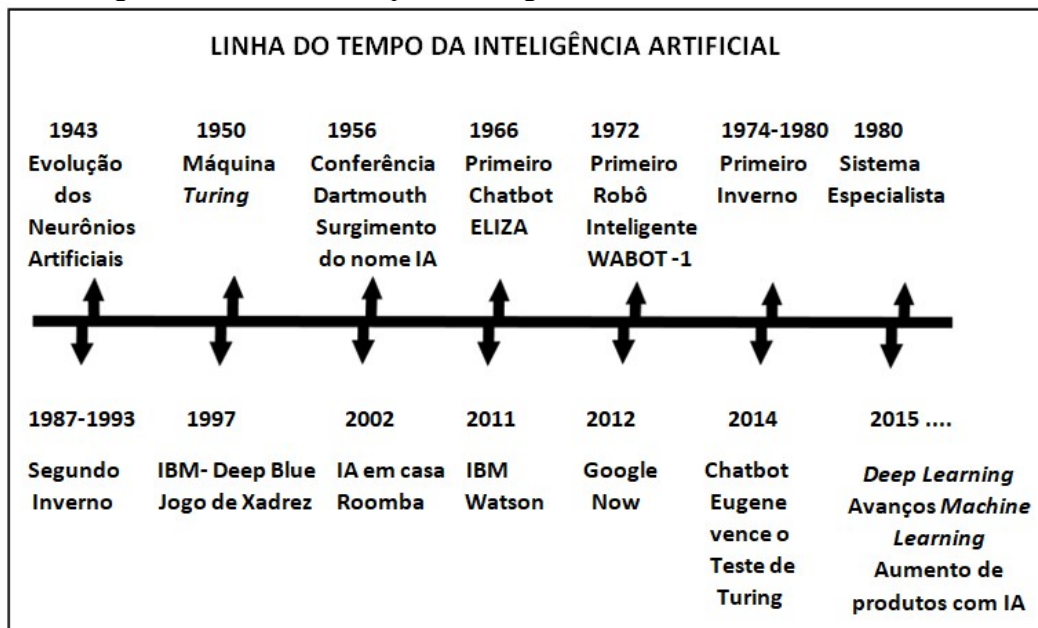 LINHA DO TEMPO DA INTELIGÊNCIA ARTIFICIAL
1943
Evolução
dos
Neurônios
Artificiais
1950
Máquina
Turing
1956
Conferência
Dartmouth
Surgimento
do nome IA
1966
Primeiro
Chatbot
ELIZA
1972
Primeiro
Robô
Inteligente
WABOT -1
1974-1980
Primeiro
Inverno
1980
Sistema
Especialista
1987-1993
Segundo
Inverno
1997
IBM- Deep Blue
Jogo de Xadrez
2002
IA em casa
Roomba
2011
IBM
Watson
2012
Google
Now
2014
Chatbot
Eugene
vence o
Teste de
Turing
2015 ....
Deep Learning
Avanços Machine
Learning
Aumento de
produtos com IA